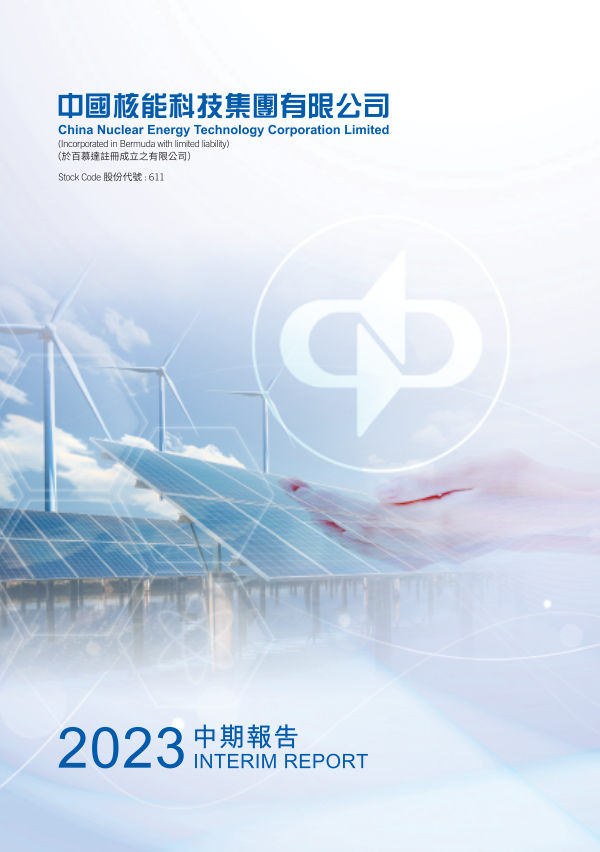 中國核能科技集團有限公司
China Nuclear Energy Technology Corporation Limited
(Incorporated in Bermuda with limited liability)
(於百慕達註冊成立之有限公司)
Stock Code 股份代號 : 611
2023 中期報告
INTERIM REPORT